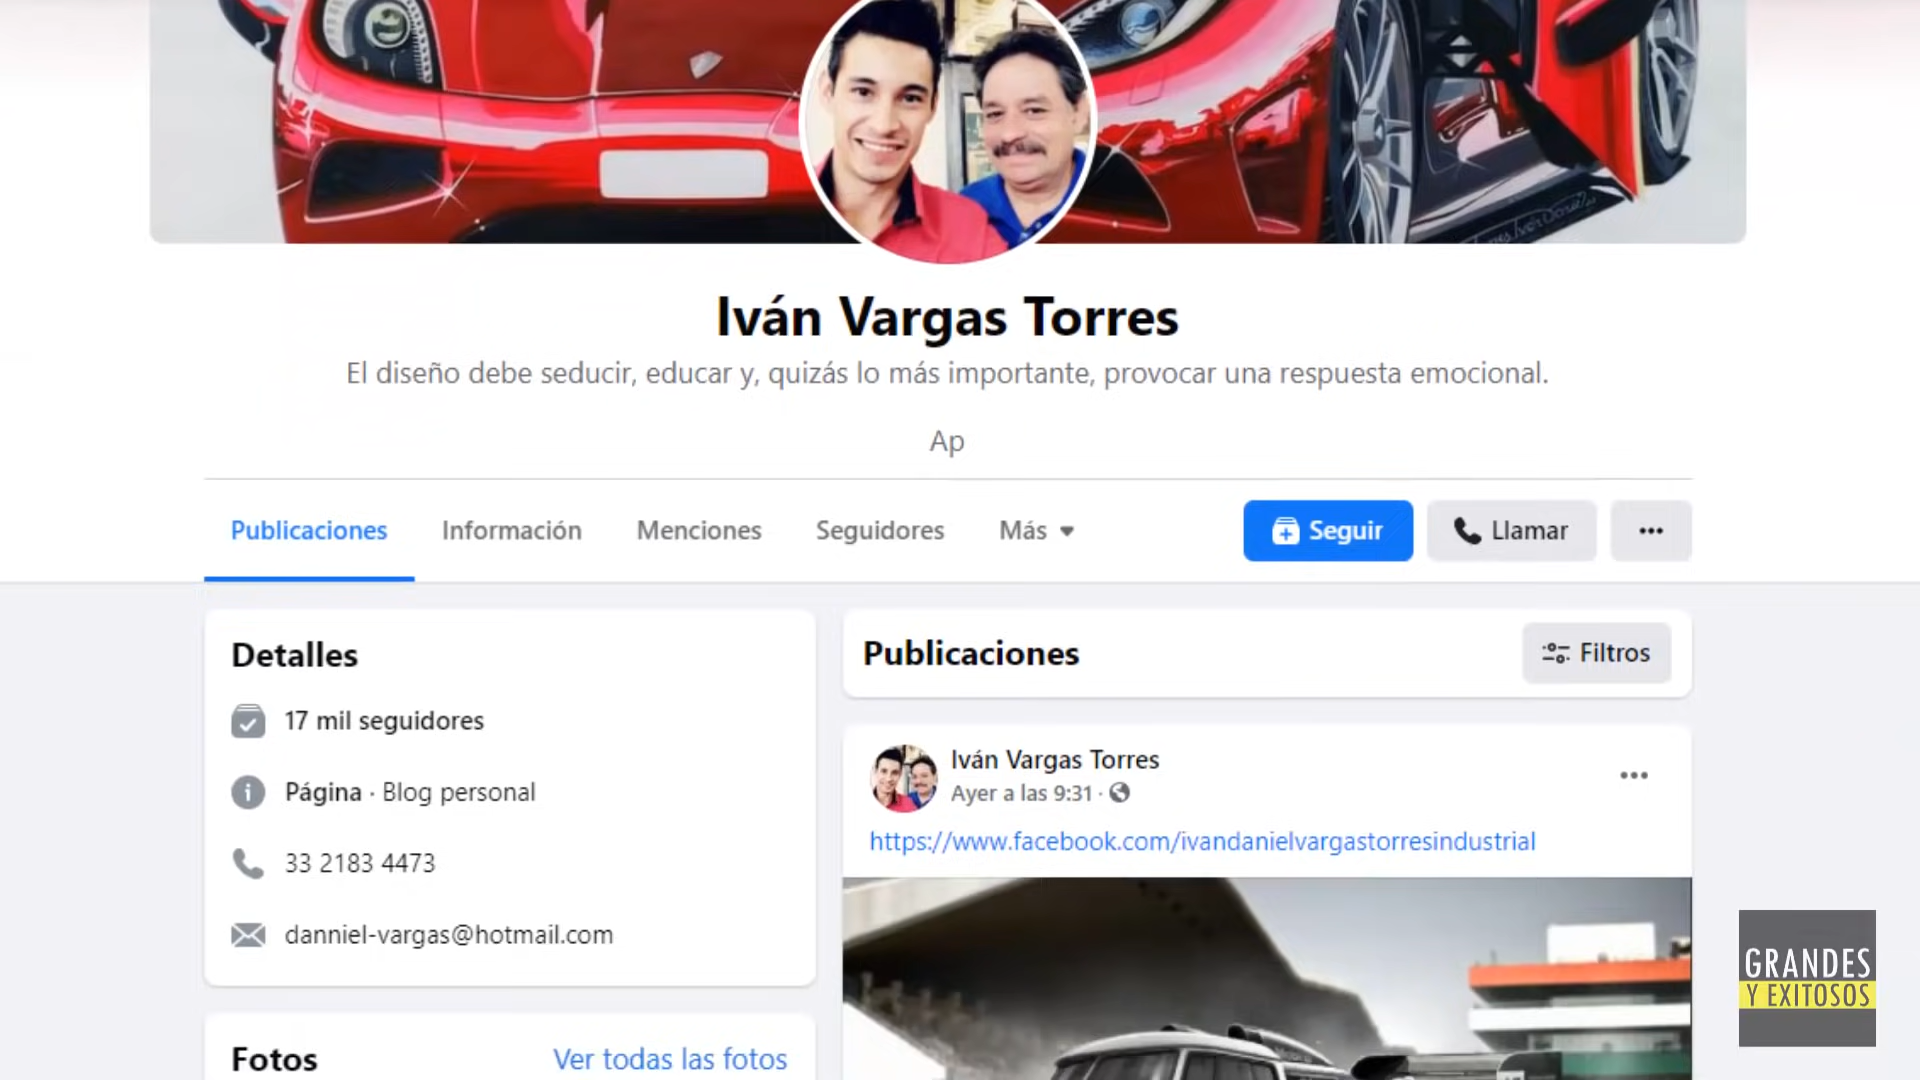 Iván Vargas Torres
El diseño debe seducir, educar y, quizás lo más importante, provocar una respuesta emocional.
Ap
Publicaciones
Información
Menciones
Seguidores
Más
Seguir
Llamar
Detalles
17 mil seguidores
Página · Blog personal
33 2183 4473
danniel-vargas@hotmail.com
Fotos
Ver todas las fotos
Publicaciones
Filtros
Iván Vargas Torres
Ayer a las 9:31 ·
https://www.facebook.com/ivandanielvargastorresindustrial
GRANDES
Y EXITOSOS